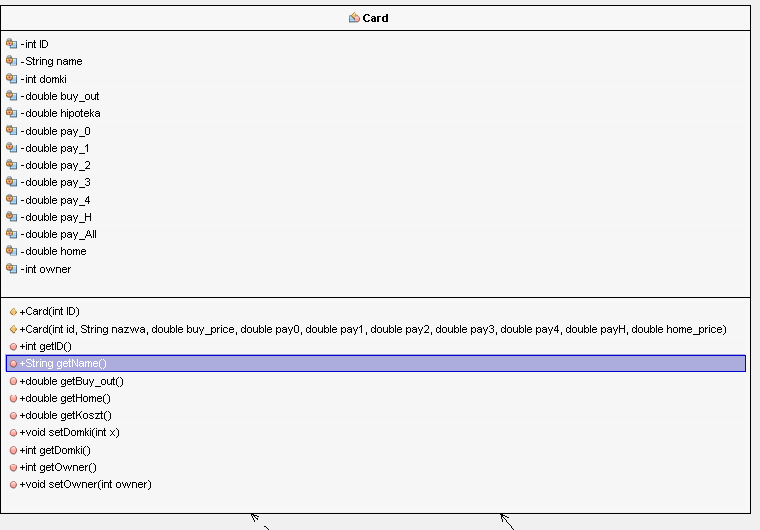 Card
-int ID
-String name
-int domki
-double buy_out
-double hipoteka
-double pay_0
-double pay_1
-double pay_2
-double pay_3
-double pay_4
-double pay_H
-double pay_All
-double home
-int owner
+Card(int ID)
+Card(int id, String nazwa, double buy_price, double pay0, double pay1, double pay2, double pay3, double pay4, double payH, double home_price)
+int getID()
+String getName()
+double getBuy_out()
+double getHome()
+double getKoszt()
+void setDomki(int x)
+int getDomki()
+int getOwner()
+void setOwner(int owner)